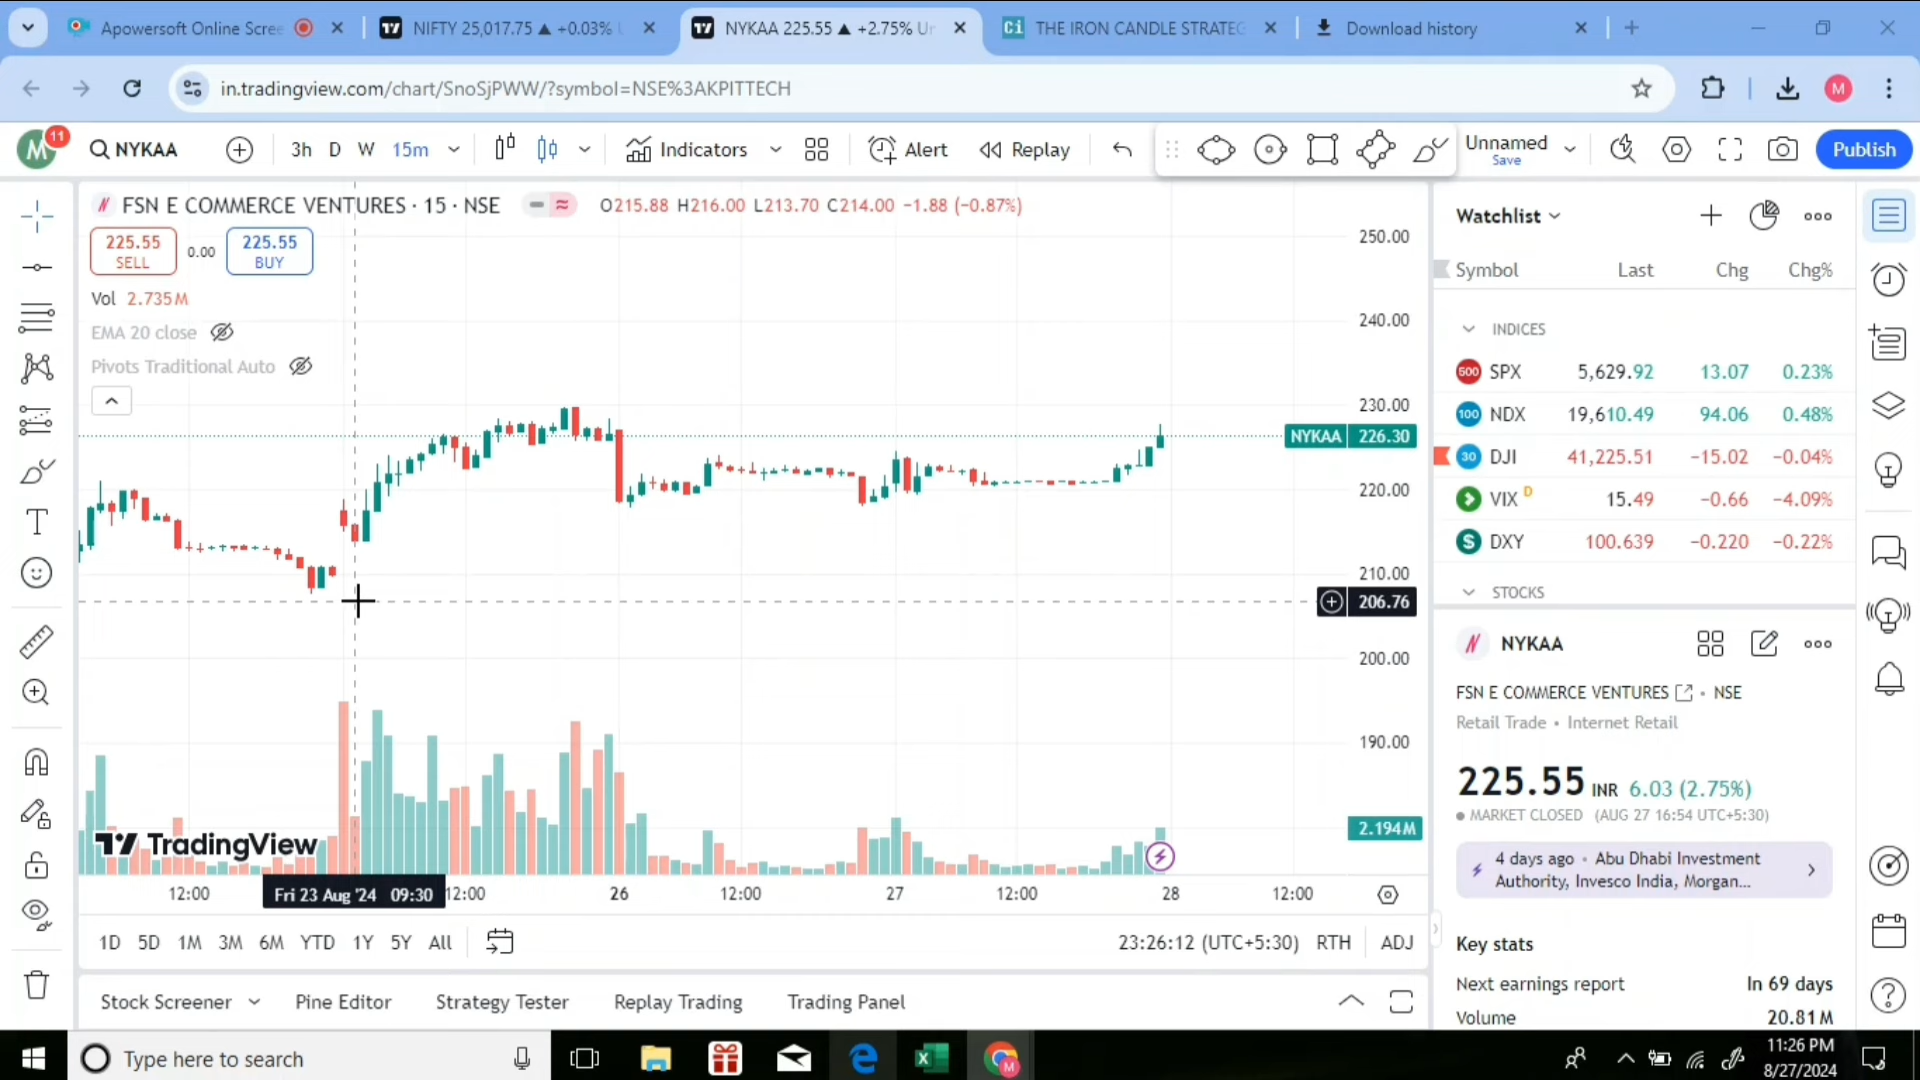 Apowersoft Online Scree
NIFTY 25,017.75 ▲ +0.03% U
NYKAA 225.55 ▲ +2.75% Un
Ci THE IRON CANDLE STRATEG
Download history
in.tradingview.com/chart/SnoSjPWW/?symbol=NSE%3AKPITTECH
M
M 11
NYKAA
3h D W 15m
Indicators
Alert
Replay
Unnamed
Save
Publish
FSN E COMMERCE VENTURES · 15 · NSE
O215.88 H216.00 L213.70 C214.00 −1.88 (−0.87%)
225.55
SELL
0.00
225.55
BUY
Vol 2.735M
EMA 20 close
Pivots Traditional Auto
250.00
240.00
230.00
NYKAA 226.30
220.00
210.00
206.76
200.00
190.00
2.194M
TradingView
12:00
Fri 23 Aug '24 09:30
12:00
26
12:00
27
12:00
28
12:00
1D 5D 1M 3M 6M YTD 1Y 5Y All
23:26:12 (UTC+5:30) RTH ADJ
Stock Screener
Pine Editor
Strategy Tester
Replay Trading
Trading Panel
Watchlist
Symbol Last Chg Chg%
INDICES
500 SPX 5,629.92 13.07 0.23%
100 NDX 19,610.49 94.06 0.48%
30 DJI 41,225.51 −15.02 −0.04%
VIX D 15.49 −0.66 −4.09%
S DXY 100.639 −0.220 −0.22%
STOCKS
NYKAA
FSN E COMMERCE VENTURES • NSE
Retail Trade • Internet Retail
225.55 INR 6.03 (2.75%)
MARKET CLOSED (AUG 27 16:54 UTC+5:30)
4 days ago • Abu Dhabi Investment
Authority, Invesco India, Morgan...
Key stats
Next earnings report In 69 days
Volume 20.81M
Type here to search
M
11:26 PM
8/27/2024